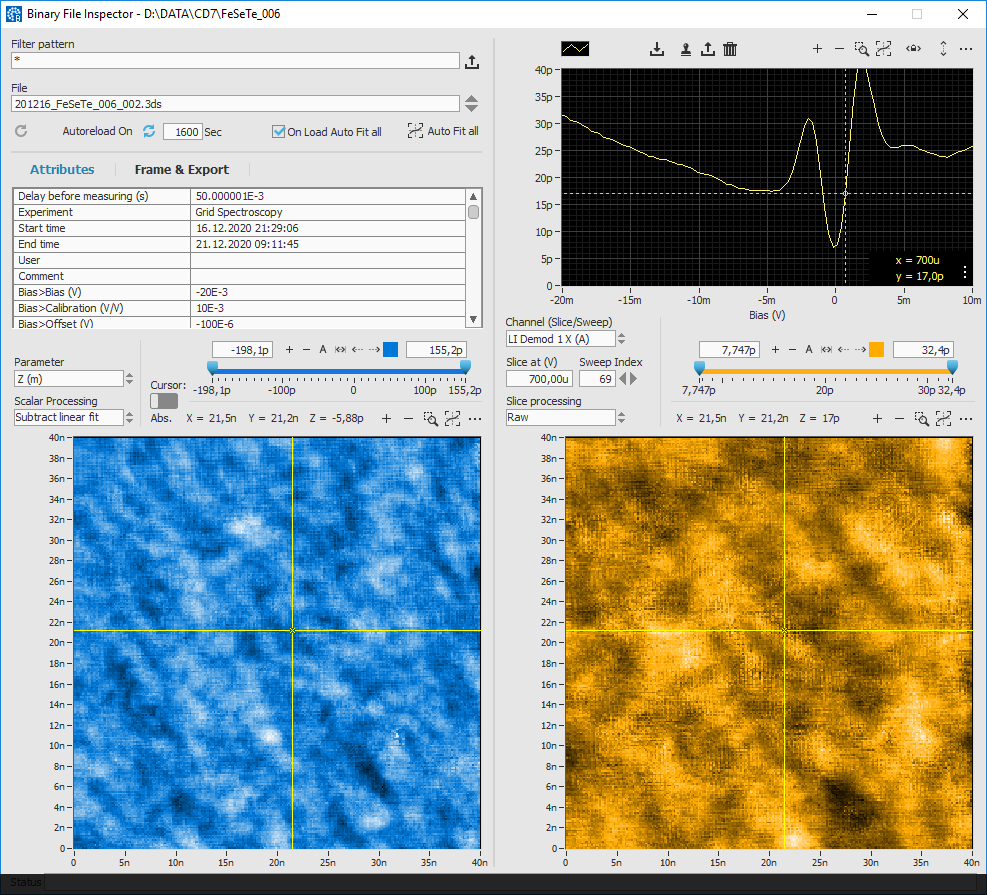 Binary File Inspector - D:\DATA\CD7\FeSeTe_006
Filter pattern
*
File
201216_FeSeTe_006_002.3ds
Autoreload On 1600 Sec On Load Auto Fit all Auto Fit all
Attributes Frame & Export
Delay before measuring (s) 50.000001E-3
Experiment Grid Spectroscopy
Start time 16.12.2020 21:29:06
End time 21.12.2020 09:11:45
User
Comment
Bias>Bias (V) -20E-3
Bias>Calibration (V/V) 10E-3
Bias>Offset (V) -100E-6
40p
35p
30p
25p
20p
15p
10p
5p
0
-20m -15m -10m -5m 0 5m 10m
Bias (V)
x = 700u
y = 17,0p
Parameter
Z (m)
Scalar Processing
Subtract linear fit
-198,1p A 155,2p
-198,1p -100p 0 100p 155,2p
Cursor:
Abs. X = 21,5n Y = 21,2n Z = -5,88p
Channel (Slice/Sweep)
LI Demod 1 X (A)
Slice at (V) Sweep Index
700,00u 69
Slice processing
Raw
7,747p A 32,4p
7,747p 20p 30p 32,4p
X = 21,5n Y = 21,2n Z = 17p
40n
38n
36n
34n
32n
30n
28n
26n
24n
22n
20n
18n
16n
14n
12n
10n
8n
6n
4n
2n
0
0 5n 10n 15n 20n 25n 30n 35n 40n
40n
38n
36n
34n
32n
30n
28n
26n
24n
22n
20n
18n
16n
14n
12n
10n
8n
6n
4n
2n
0
0 5n 10n 15n 20n 25n 30n 35n 40n
Status